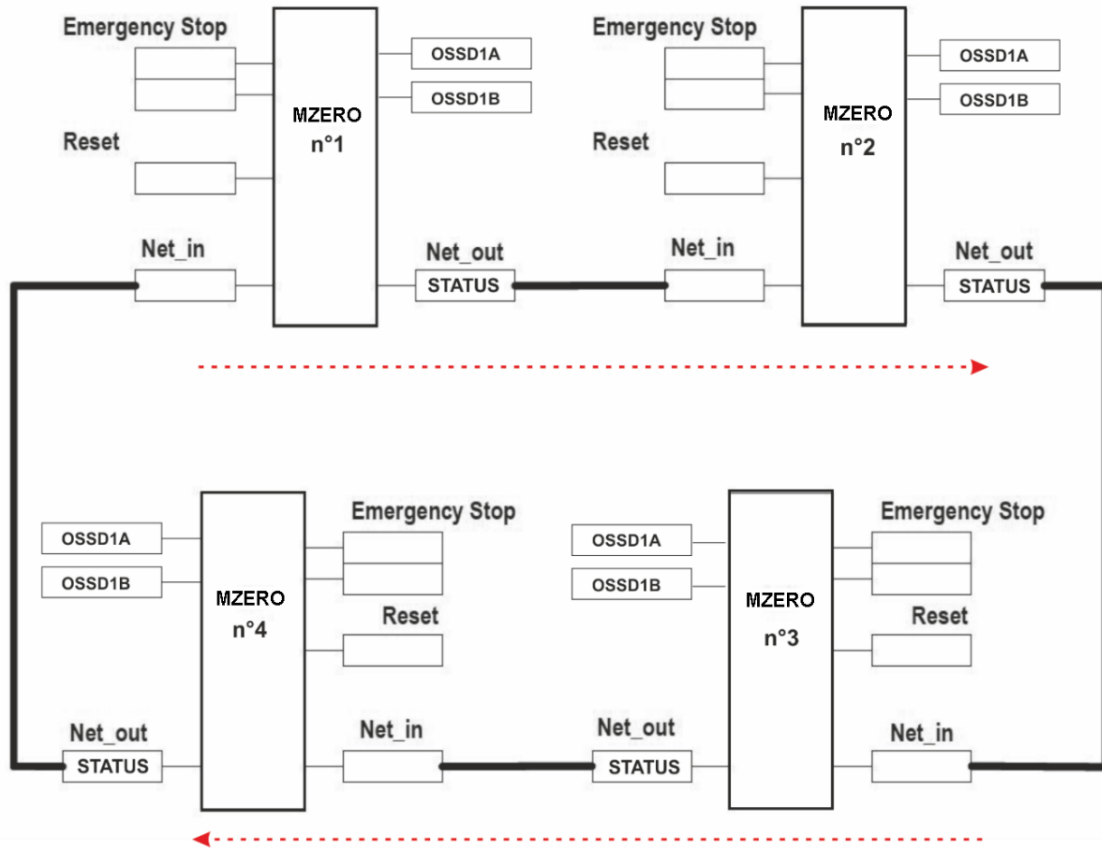 Emergency Stop
OSSD1A
OSSD1B
MZERO
n°1
Reset
Net_in
Net_out
STATUS
Emergency Stop
OSSD1A
OSSD1B
MZERO
n°2
Reset
Net_in
Net_out
STATUS
OSSD1A
OSSD1B
MZERO
n°4
Emergency Stop
Reset
Net_out
STATUS
Net_in
OSSD1A
OSSD1B
MZERO
n°3
Emergency Stop
Reset
Net_out
STATUS
Net_in